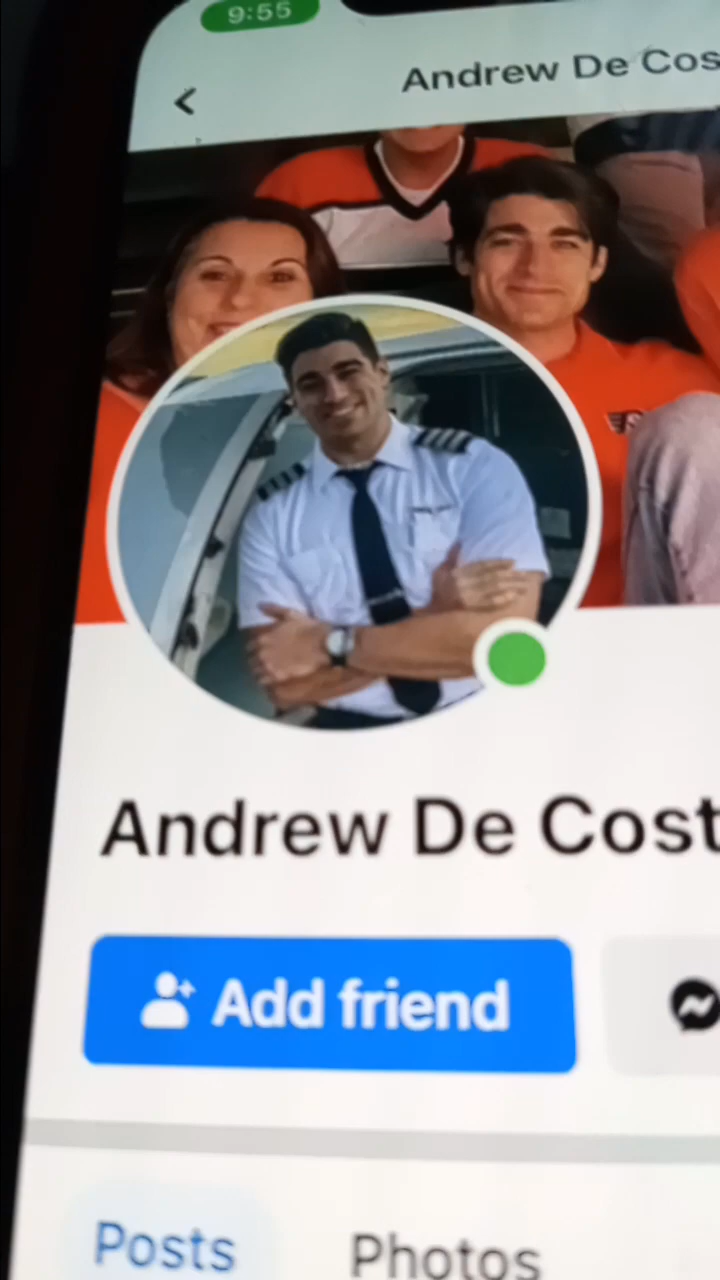 9:55
Andrew De Cos
Andrew De Cost
Add friend
Posts
Photos